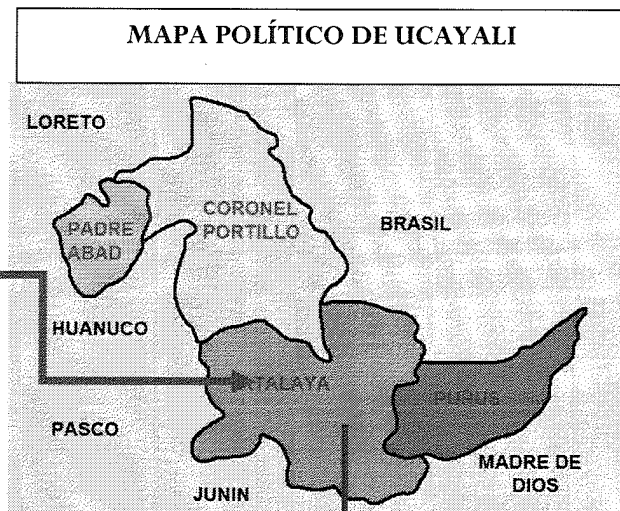 MAPA POLÍTICO DE UCAYALI
LORETO
CORONEL
PORTILLO
PADRE
ABAD
BRASIL
HUANUCO
ATALAYA
PURUS
PASCO
MADRE DE
DIOS
JUNIN